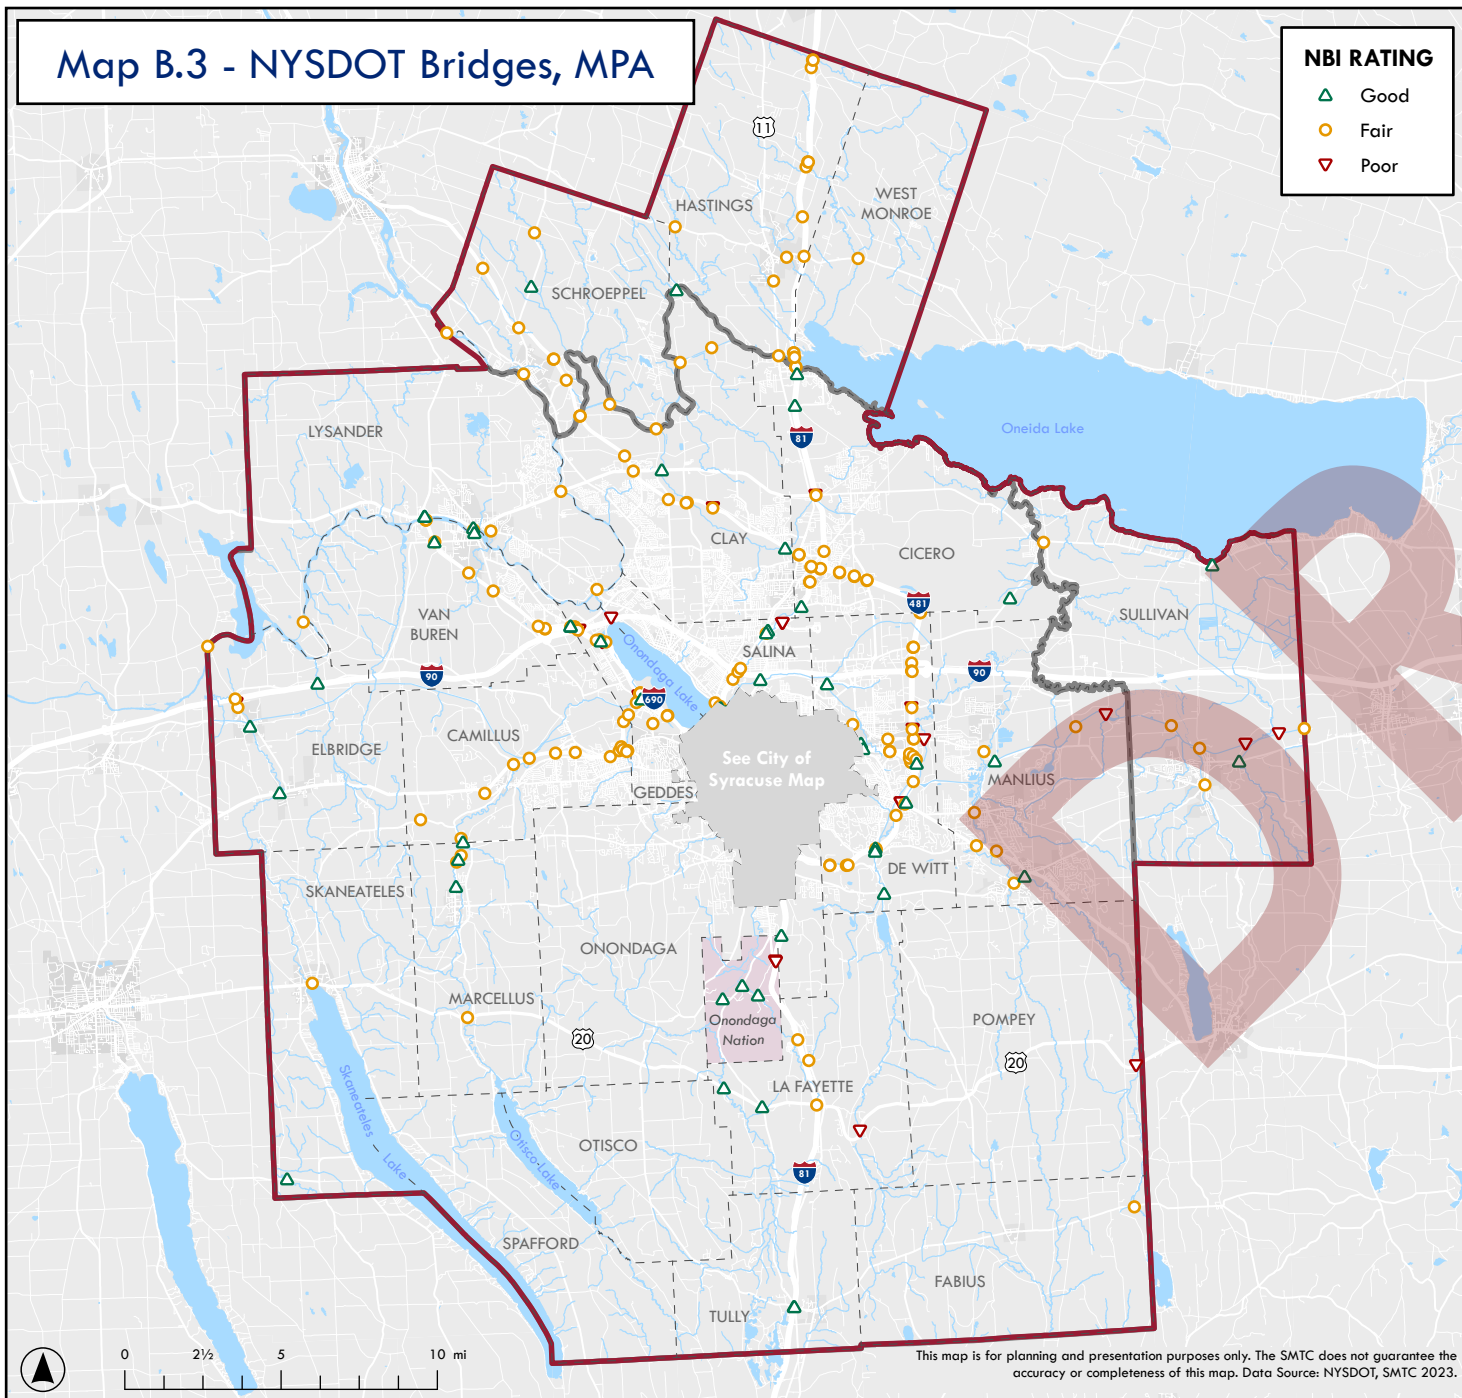 Map B.3 - NYSDOT Bridges, MPA
NBI RATING
Good
Fair
Poor
11
HASTINGS
WEST
MONROE
SCHROEPPEL
LYSANDER
Oneida Lake
81
CLAY
CICERO
481
VAN
BUREN
SULLIVAN
SALINA
Onondaga Lake
90
90
690
ELBRIDGE
CAMILLUS
See City of
Syracuse Map
MANLIUS
GEDDES
DE WITT
SKANEATELES
ONONDAGA
MARCELLUS
Onondaga
Nation
POMPEY
20
20
LA FAYETTE
Skaneateles
Lake
Otisco Lake
OTISCO
81
SPAFFORD
FABIUS
TULLY
0 2½ 5 10 mi
This map is for planning and presentation purposes only. The SMTC does not guarantee the
accuracy or completeness of this map. Data Source: NYSDOT, SMTC 2023.
D R